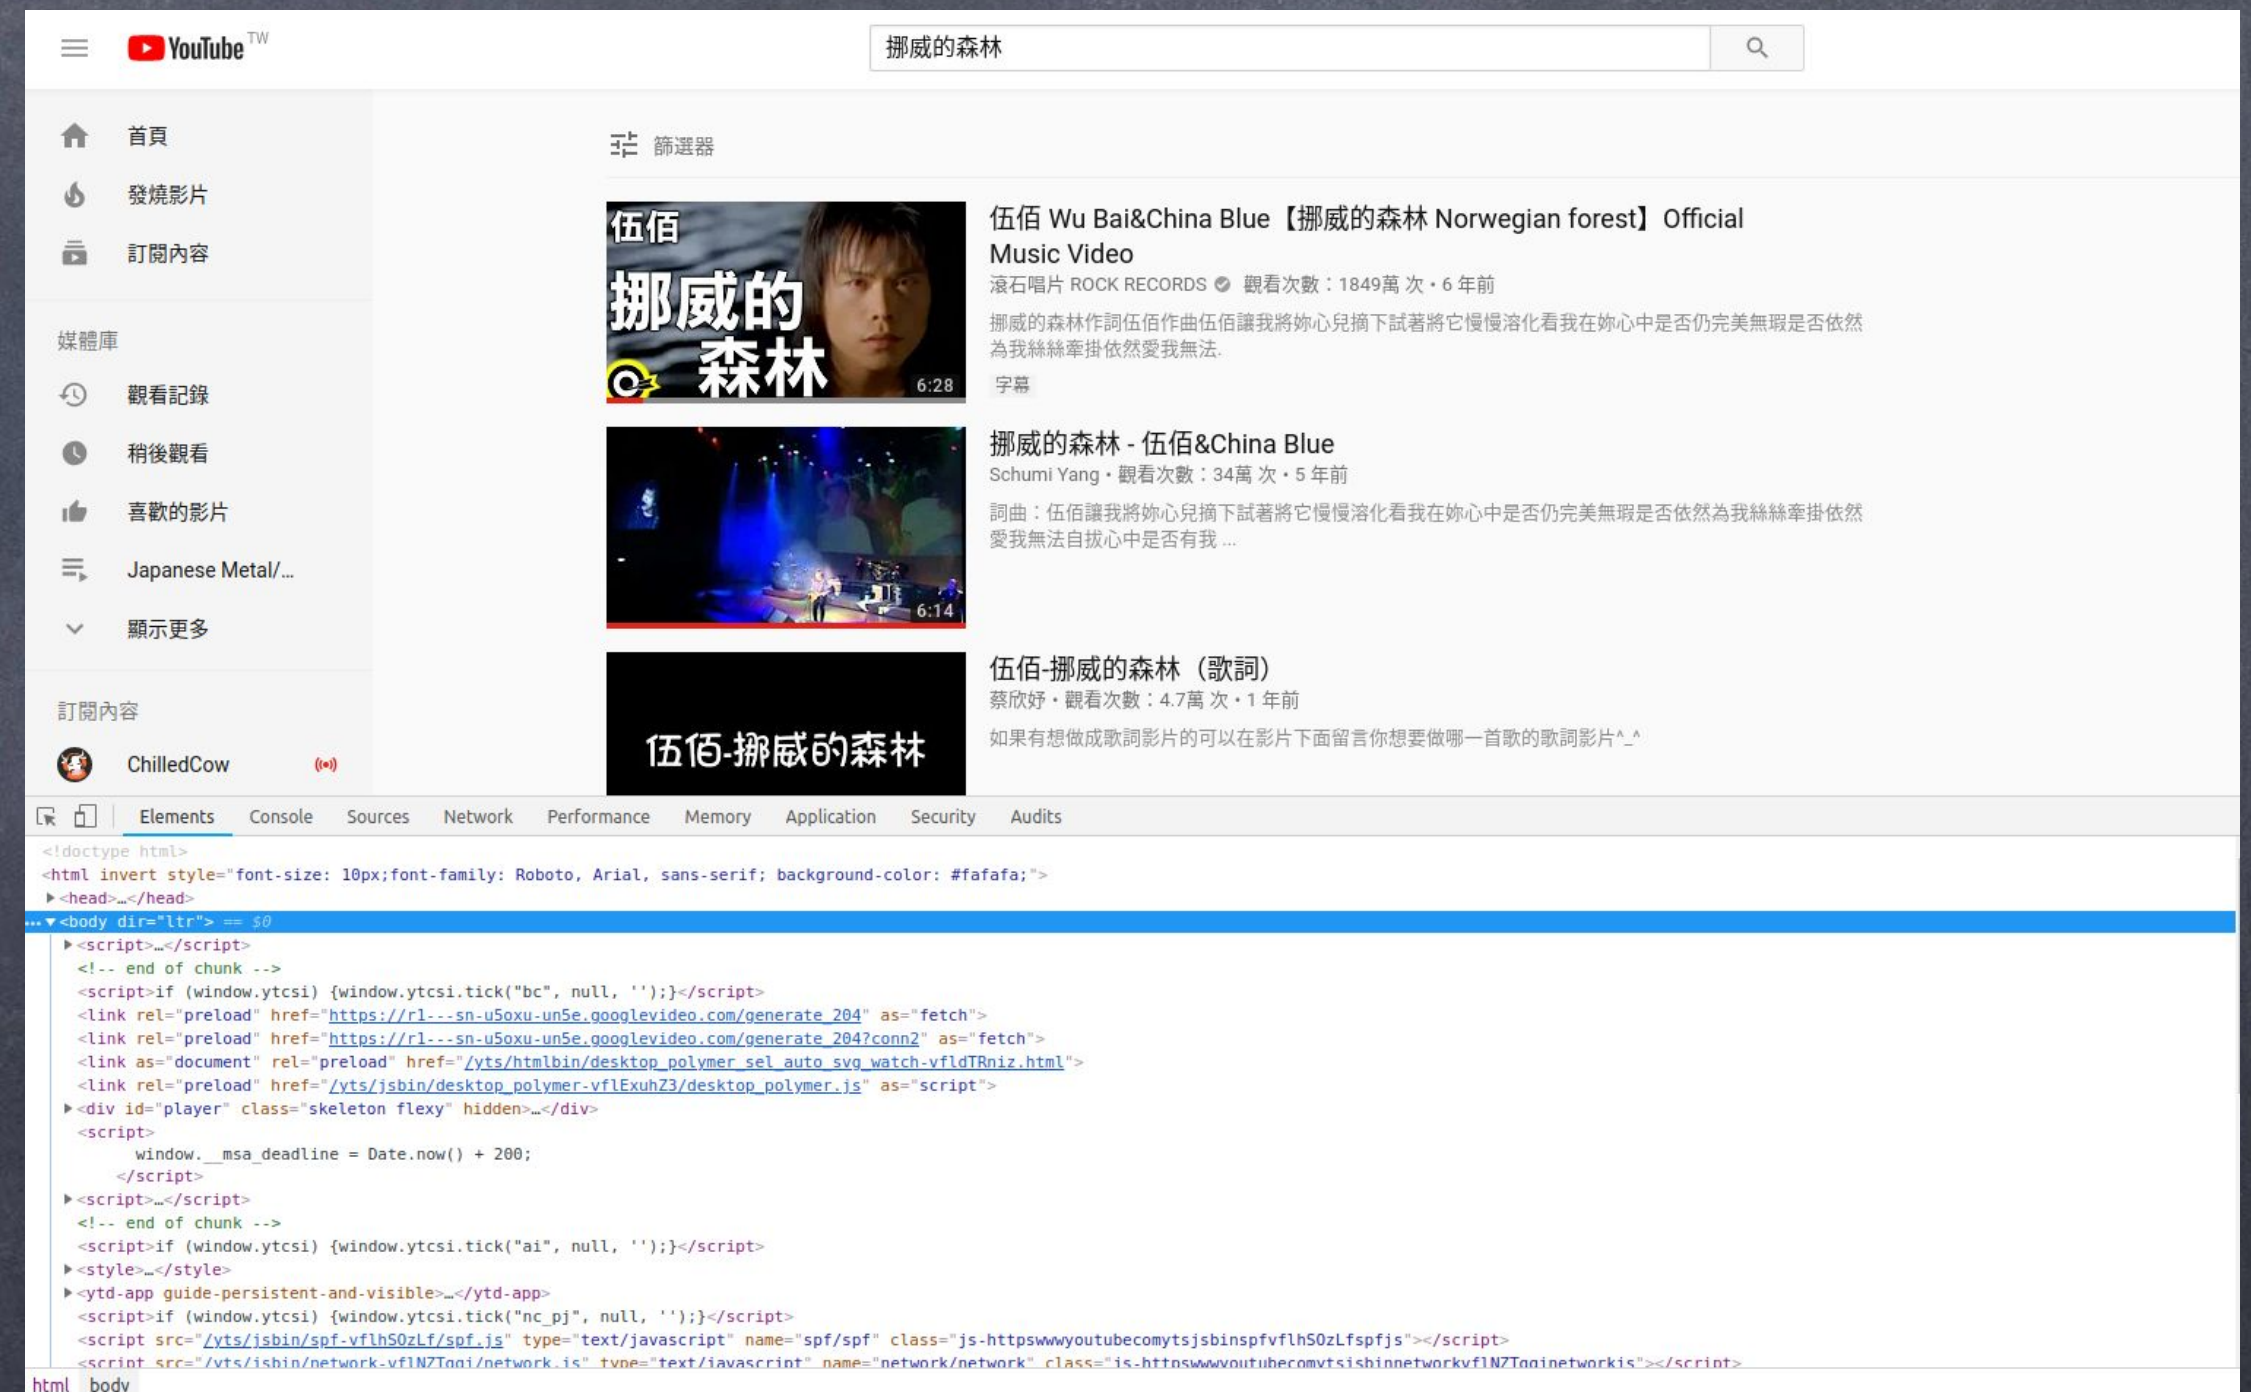 YouTube TW
挪威的森林
首頁
發燒影片
訂閱內容
媒體庫
觀看記錄
稍後觀看
喜歡的影片
Japanese Metal/...
顯示更多
訂閱內容
ChilledCow
篩選器
伍佰
挪威的
森林
6:28
伍佰 Wu Bai&China Blue【挪威的森林 Norwegian forest】Official
Music Video
滾石唱片 ROCK RECORDS 觀看次數：1849萬 次・6 年前
挪威的森林作詞伍佰作曲伍佰讓我將妳心兒摘下試著將它慢慢溶化看我在妳心中是否仍完美無瑕是否依然
為我絲絲牽掛依然愛我無法.
字幕
6:14
挪威的森林 - 伍佰&China Blue
Schumi Yang・觀看次數：34萬 次・5 年前
詞曲：伍佰讓我將妳心兒摘下試著將它慢慢溶化看我在妳心中是否仍完美無瑕是否依然為我絲絲牽掛依然
愛我無法自拔心中是否有我 ...
伍佰-挪威的森林
伍佰-挪威的森林（歌詞）
蔡欣妤・觀看次數：4.7萬 次・1 年前
如果有想做成歌詞影片的可以在影片下面留言你想要做哪一首歌的歌詞影片^_^
Elements Console Sources Network Performance Memory Application Security Audits
<!doctype html>
<html invert style="font-size: 10px;font-family: Roboto, Arial, sans-serif; background-color: #fafafa;">
<head>…</head>
<body dir="ltr"> == $0
<script>…</script>
<!-- end of chunk -->
<script>if (window.ytcsi) {window.ytcsi.tick("bc", null, '');}</script>
<link rel="preload" href="https://r1---sn-u5oxu-un5e.googlevideo.com/generate_204" as="fetch">
<link rel="preload" href="https://r1---sn-u5oxu-un5e.googlevideo.com/generate_204?conn2" as="fetch">
<link as="document" rel="preload" href="/yts/htmlbin/desktop_polymer_sel_auto_svg_watch-vfldTRniz.html">
<link rel="preload" href="/yts/jsbin/desktop_polymer-vflExuhZ3/desktop_polymer.js" as="script">
<div id="player" class="skeleton flexy" hidden>…</div>
<script>
window.__msa_deadline = Date.now() + 200;
</script>
<script>…</script>
<!-- end of chunk -->
<script>if (window.ytcsi) {window.ytcsi.tick("ai", null, '');}</script>
<style>…</style>
<ytd-app guide-persistent-and-visible>…</ytd-app>
<script>if (window.ytcsi) {window.ytcsi.tick("nc_pj", null, '');}</script>
<script src="/yts/jsbin/spf-vflhSOzLf/spf.js" type="text/javascript" name="spf/spf" class="js-httpswwwyoutubecomytsjsbinspfvflhSOzLfspfjs"></script>
<script src="/yts/jsbin/network-vflNZTqqi/network.js" type="text/javascript" name="network/network" class="js-httpswwwyoutubecomytsjsbinnetworkvflNZTqqinetworkjs"></script>
html body